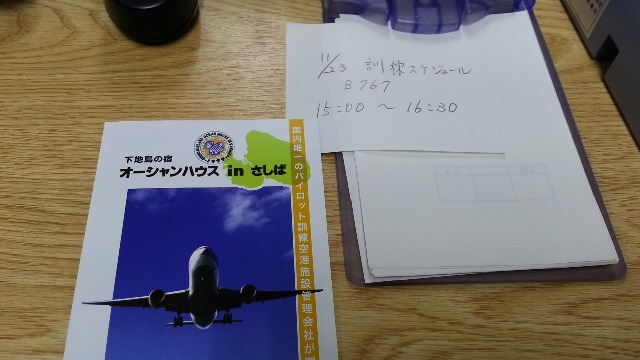 11/23 訓練スケジュール
B767
15:00 ～ 16:30
下地島の宿
オーシャンハウス in さしば
国内唯一のパイロット訓練空港施設管理会社が